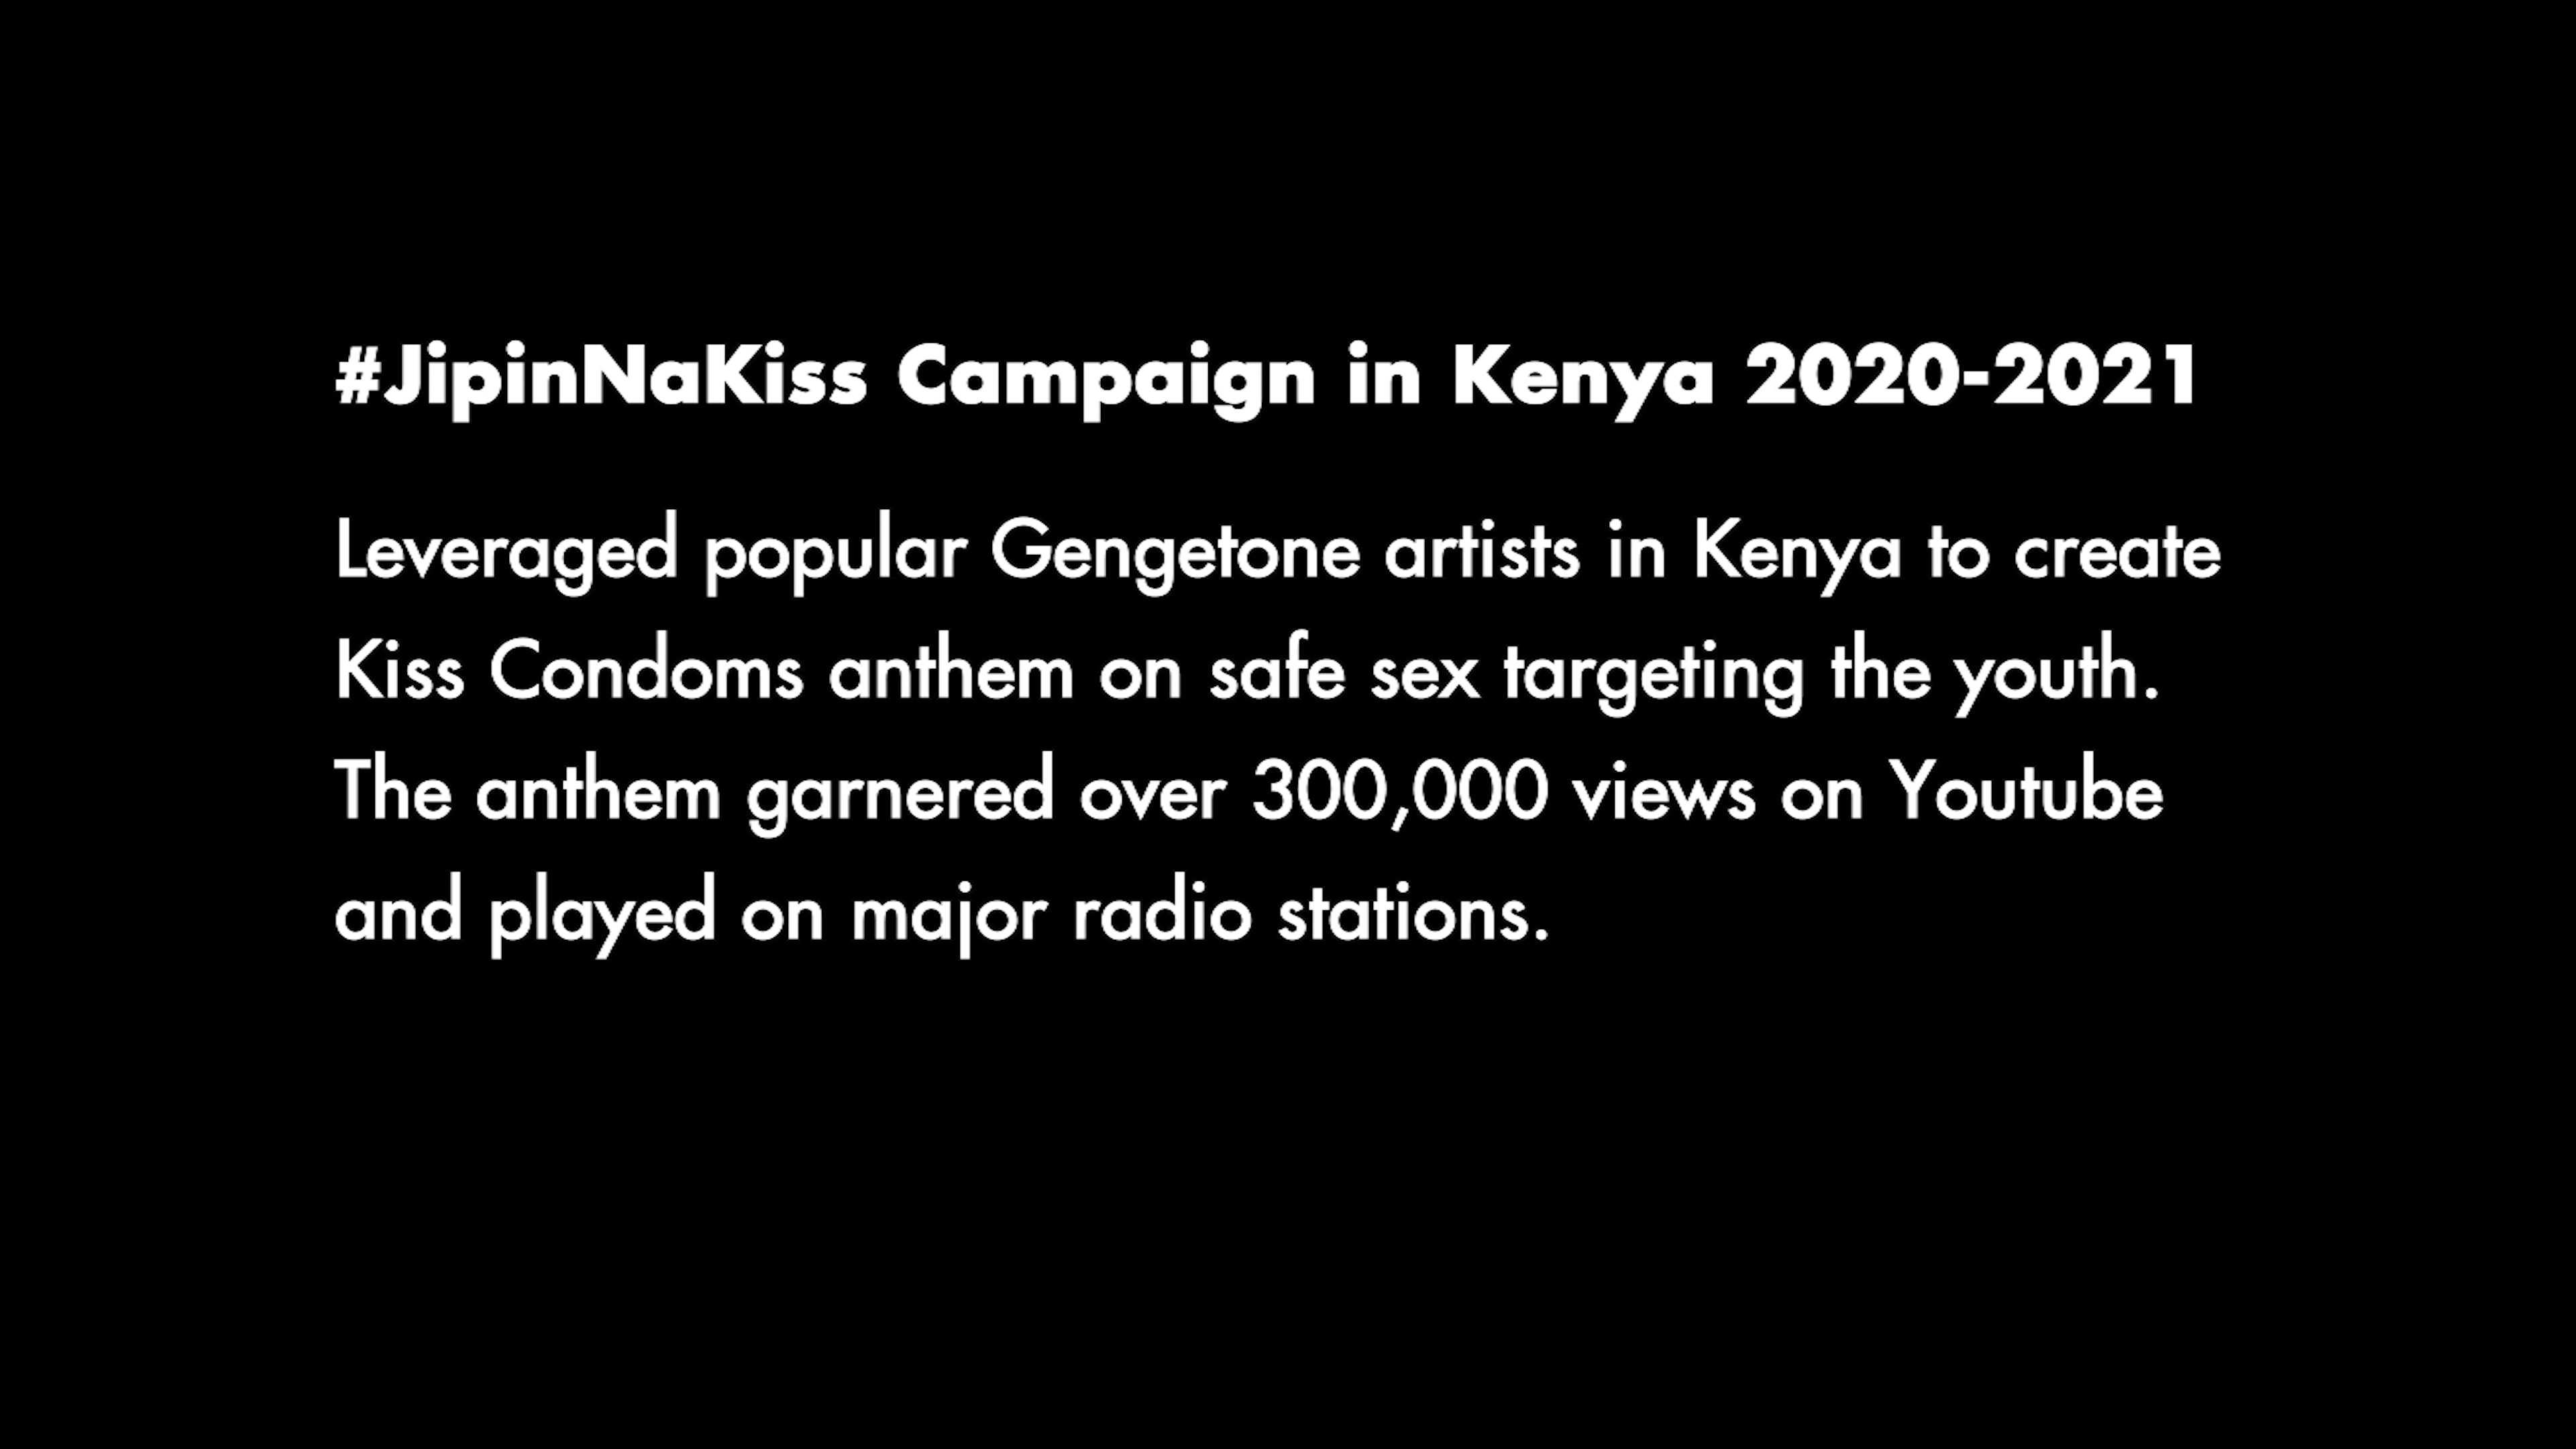 #JipinNaKiss Campaign in Kenya 2020-2021
Leveraged popular Gengetone artists in Kenya to create
Kiss Condoms anthem on safe sex targeting the youth.
The anthem garnered over 300,000 views on Youtube
and played on major radio stations.